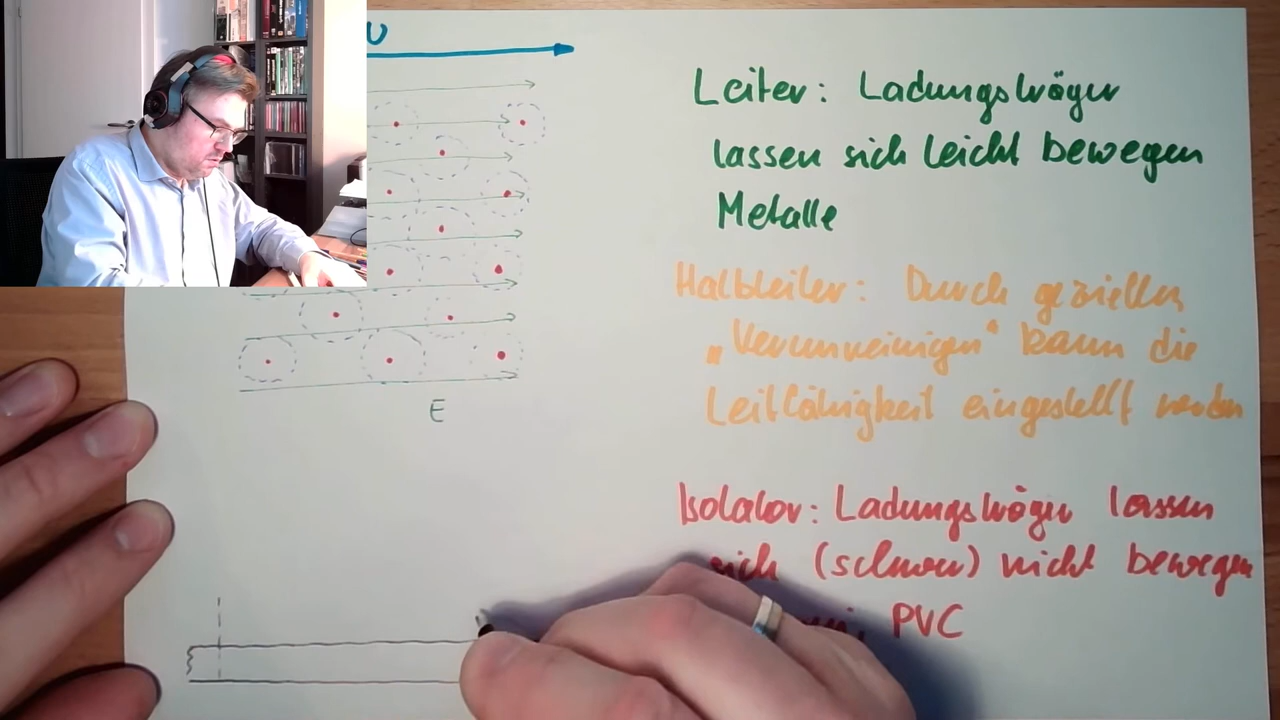 U
Leiter: Ladungsträger
lassen sich leicht bewegen
Metalle
Halbleiter: Durch gezieltes
„Verunreinigen“ kann die
Leitfähigkeit eingestellt werden
E
Isolator: Ladungsträger lassen
sich (schwer) nicht bewegen
PVC